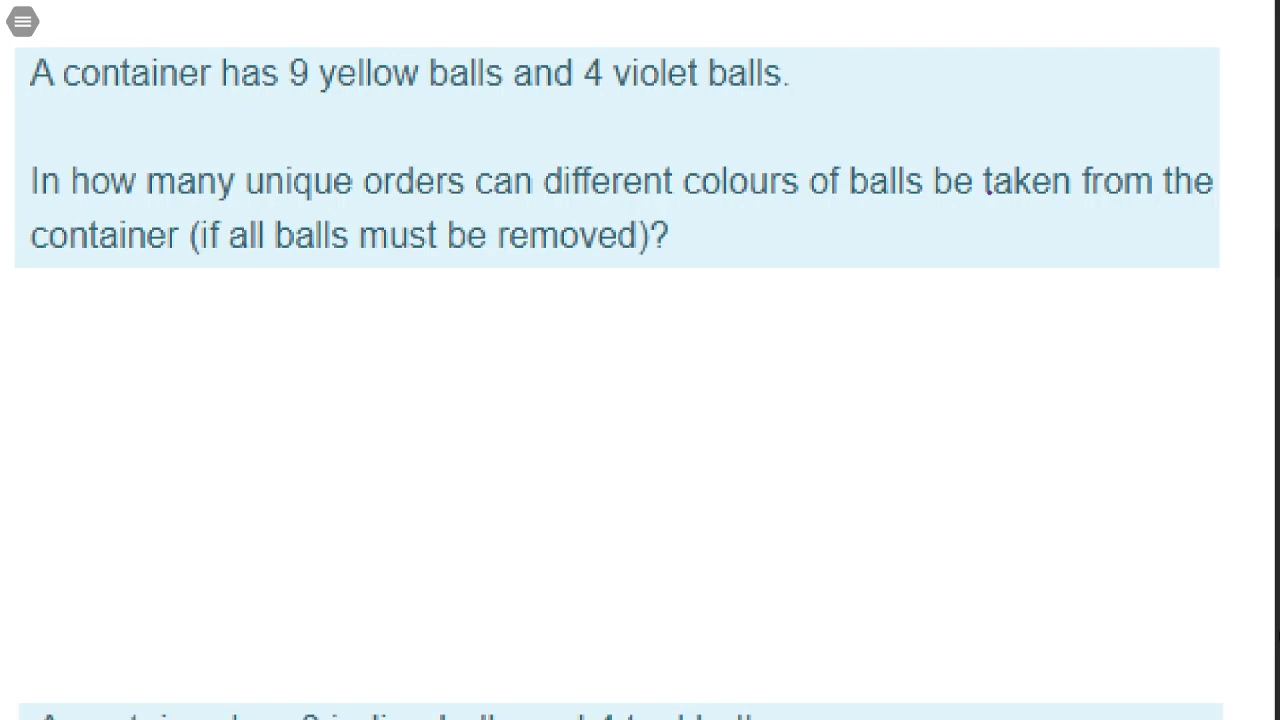 A container has 9 yellow balls and 4 violet balls.
In how many unique orders can different colours of balls be taken from the
container (if all balls must be removed)?